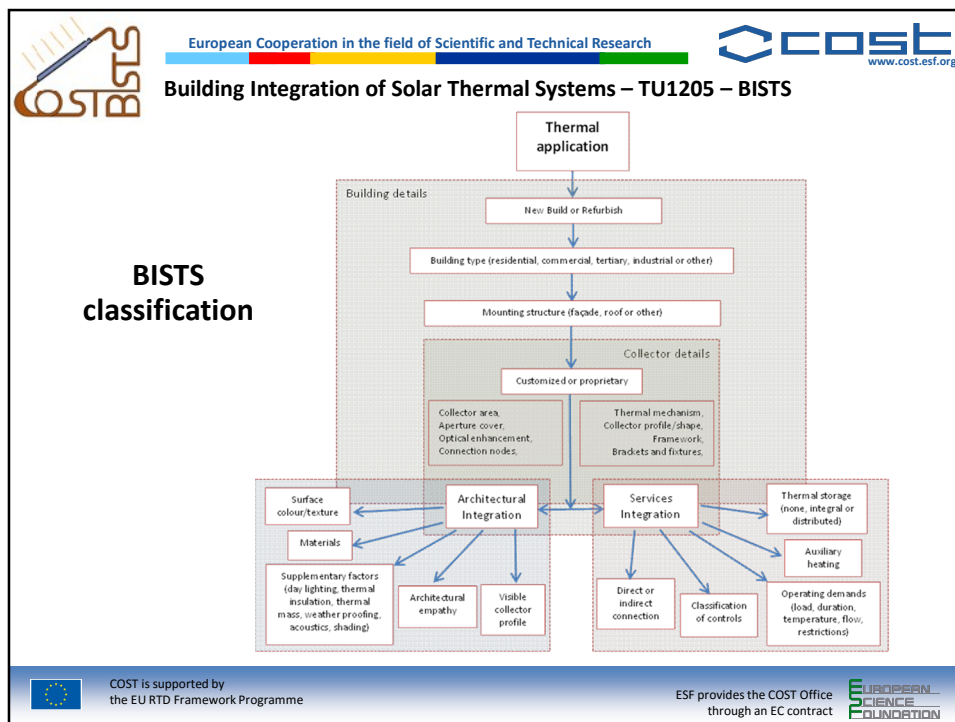 COST BISTS
European Cooperation in the field of Scientific and Technical Research
cost
www.cost.esf.org
Building Integration of Solar Thermal Systems – TU1205 – BISTS
BISTS
classification
Thermal
application
Building details
New Build or Refurbish
Building type (residential, commercial, tertiary, industrial or other)
Mounting structure (façade, roof or other)
Collector details
Customized or proprietary
Collector area,
Aperture cover,
Optical enhancement,
Connection nodes,
Thermal mechanism,
Collector profile/shape,
Framework,
Brackets and fixtures,
Architectural
Integration
Services
Integration
Surface
colour/texture
Materials
Supplementary factors
(day lighting, thermal
insulation, thermal
mass, weather proofing,
acoustics, shading)
Architectural
empathy
Visible
collector
profile
Direct or
indirect
connection
Classification
of controls
Thermal storage
(none, integral or
distributed)
Auxiliary
heating
Operating demands
(load, duration,
temperature, flow,
restrictions)
COST is supported by
the EU RTD Framework Programme
ESF provides the COST Office
through an EC contract
EUROPEAN
SCIENCE
FOUNDATION